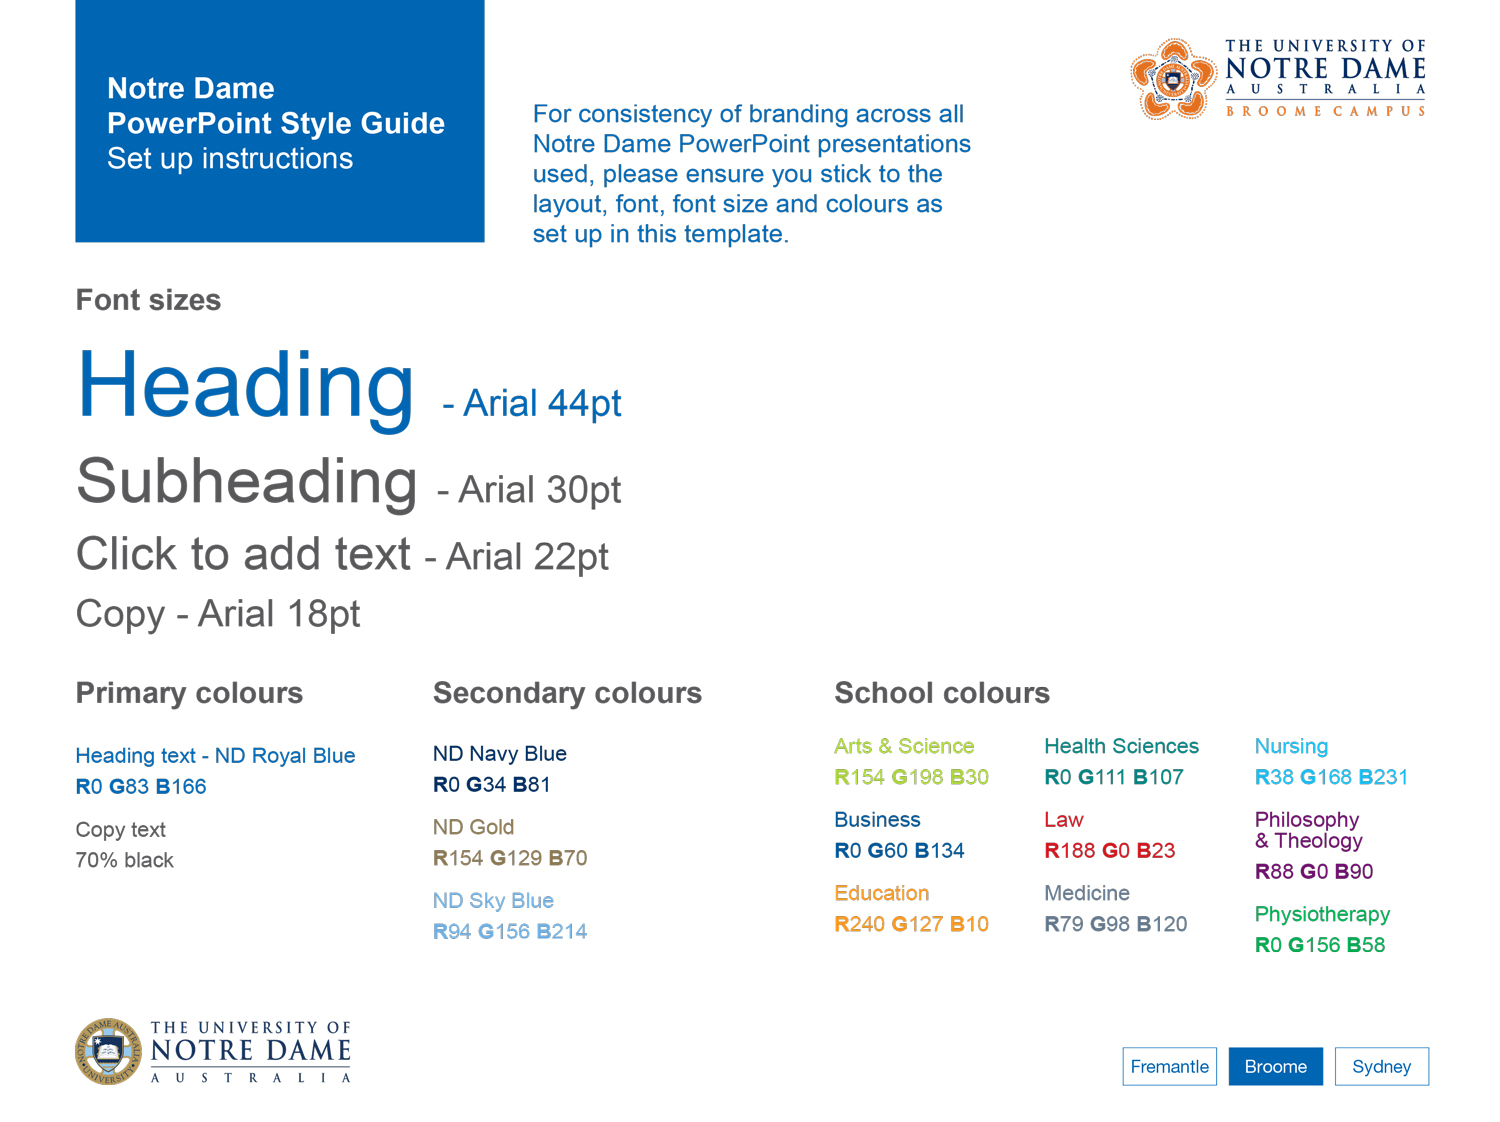 Notre Dame
PowerPoint Style Guide
Set up instructions
For consistency of branding across all
Notre Dame PowerPoint presentations
used, please ensure you stick to the
layout, font, font size and colours as
set up in this template.
THE UNIVERSITY OF
NOTRE DAME
AUSTRALIA
BROOME CAMPUS
Font sizes
Heading - Arial 44pt
Subheading - Arial 30pt
Click to add text - Arial 22pt
Copy - Arial 18pt
Primary colours
Heading text - ND Royal Blue
R0 G83 B166
Copy text
70% black
Secondary colours
ND Navy Blue
R0 G34 B81
ND Gold
R154 G129 B70
ND Sky Blue
R94 G156 B214
School colours
Arts & Science
R154 G198 B30
Business
R0 G60 B134
Education
R240 G127 B10
Health Sciences
R0 G111 B107
Law
R188 G0 B23
Medicine
R79 G98 B120
Nursing
R38 G168 B231
Philosophy
& Theology
R88 G0 B90
Physiotherapy
R0 G156 B58
NOTRE DAME AUSTRALIA
UNIVERSITY
THE UNIVERSITY OF
NOTRE DAME
AUSTRALIA
Fremantle
Broome
Sydney